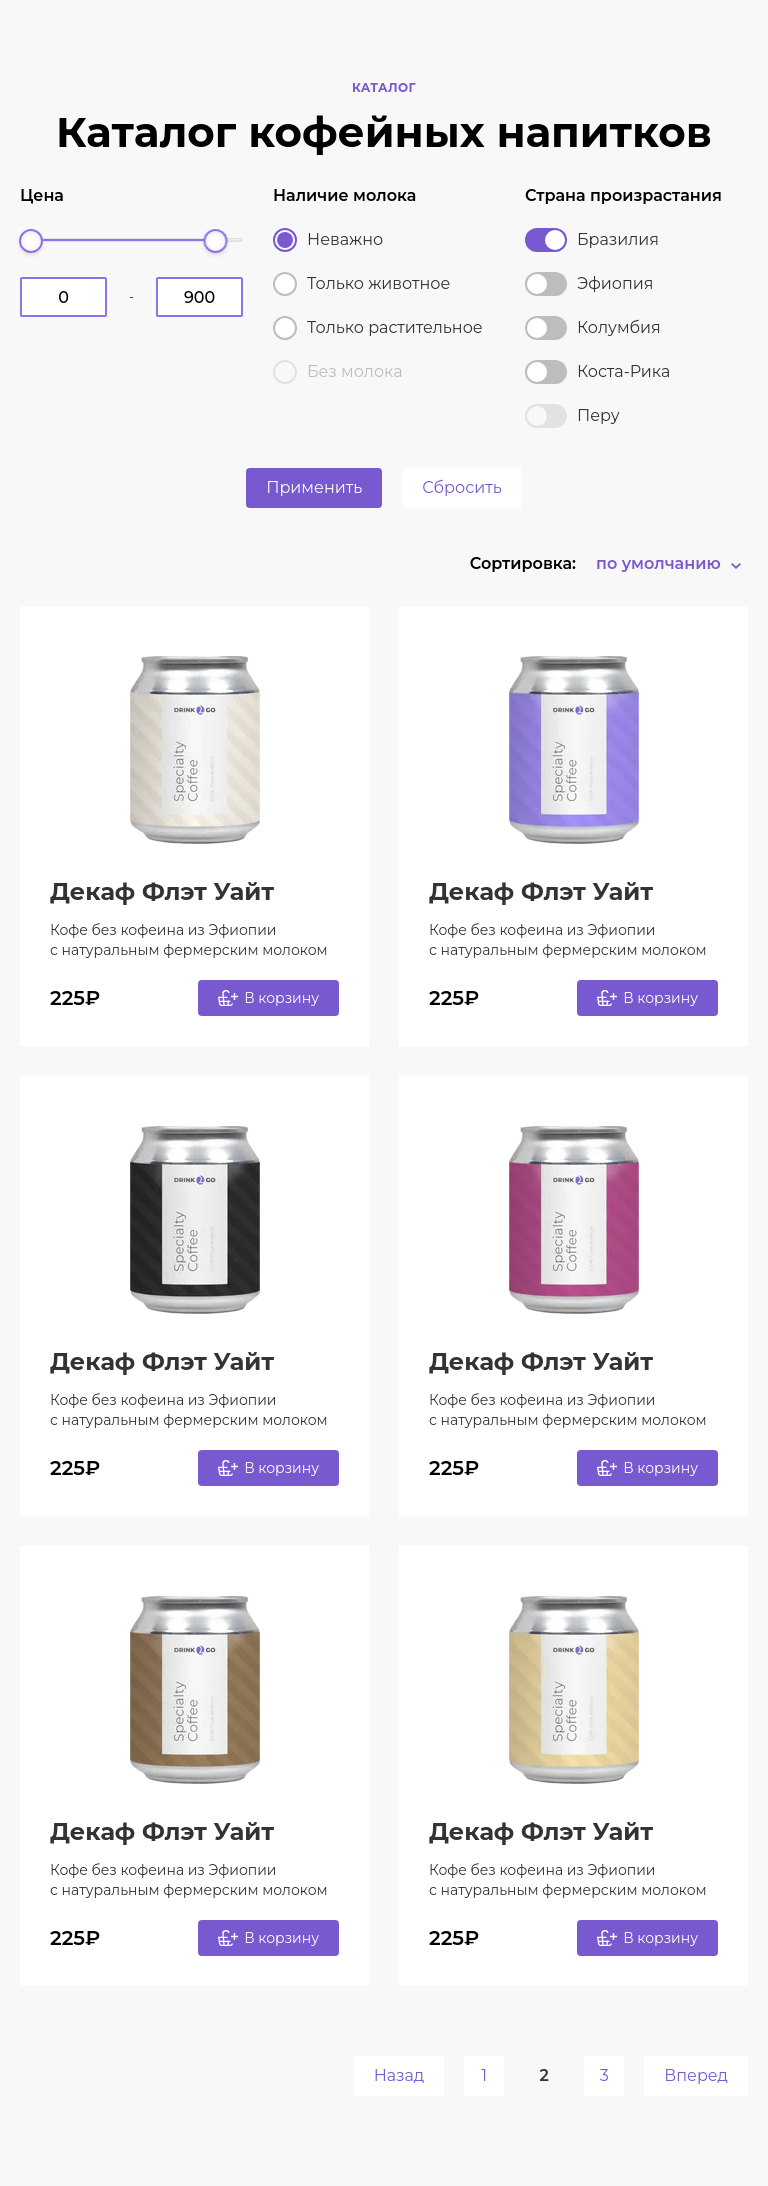 КАТАЛОГ
Каталог кофейных напитков
Цена
0 - 900
Наличие молока
Неважно
Только животное
Только растительное
Без молока
Страна произрастания
Бразилия
Эфиопия
Колумбия
Коста-Рика
Перу
Применить
Сбросить
Сортировка: по умолчанию
DRINK 2 GO
Specialty
Coffee
Декаф Флэт Уайт
Кофе без кофеина из Эфиопии
с натуральным фермерским молоком
225₽
В корзину
DRINK 2 GO
Specialty
Coffee
Декаф Флэт Уайт
Кофе без кофеина из Эфиопии
с натуральным фермерским молоком
225₽
В корзину
DRINK 2 GO
Specialty
Coffee
Декаф Флэт Уайт
Кофе без кофеина из Эфиопии
с натуральным фермерским молоком
225₽
В корзину
DRINK 2 GO
Specialty
Coffee
Декаф Флэт Уайт
Кофе без кофеина из Эфиопии
с натуральным фермерским молоком
225₽
В корзину
DRINK 2 GO
Specialty
Coffee
Декаф Флэт Уайт
Кофе без кофеина из Эфиопии
с натуральным фермерским молоком
225₽
В корзину
DRINK 2 GO
Specialty
Coffee
Декаф Флэт Уайт
Кофе без кофеина из Эфиопии
с натуральным фермерским молоком
225₽
В корзину
Назад 1 2 3 Вперед